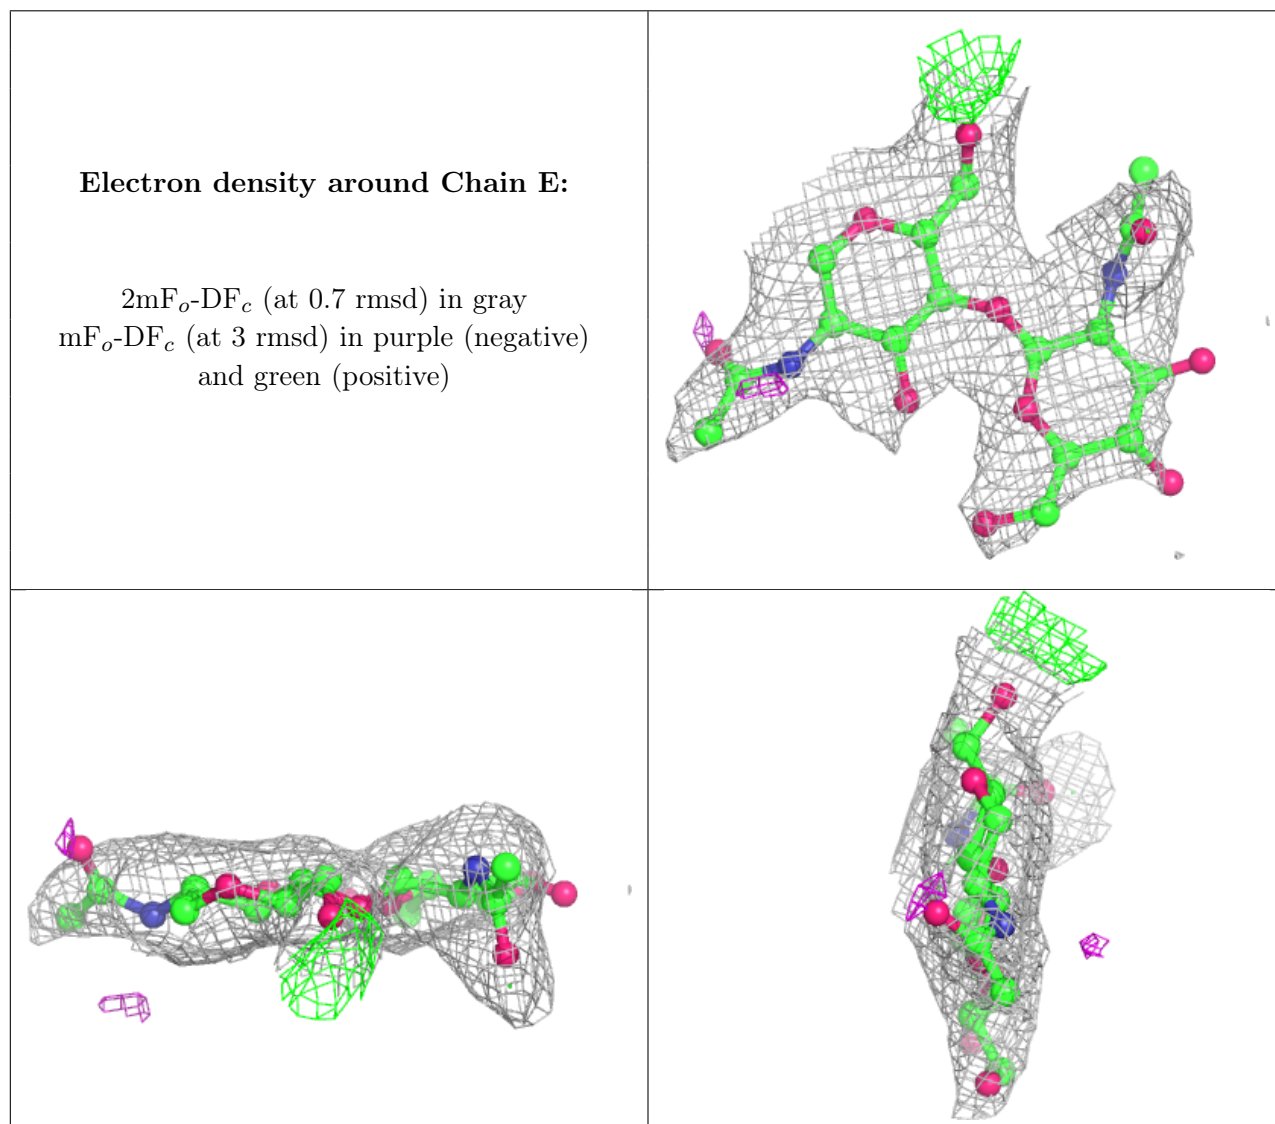 Electron density around Chain E:
2mFₒ-DF𝒸 (at 0.7 rmsd) in gray
mFₒ-DF𝒸 (at 3 rmsd) in purple (negative)
and green (positive)